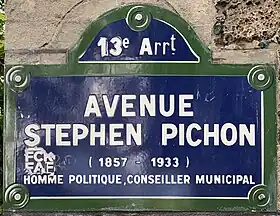 13e Arrt
AVENUE
STEPHEN PICHON
( 1857 - 1933 )
HOMME POLITIQUE, CONSEILLER MUNICIPAL